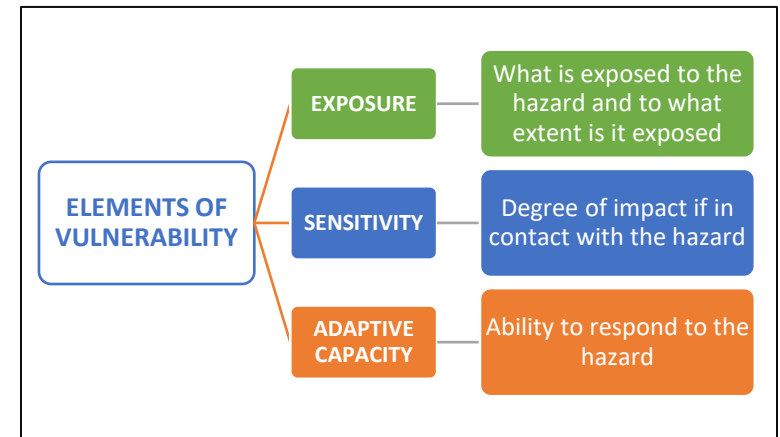 ELEMENTS OF
VULNERABILITY
EXPOSURE
What is exposed to the
hazard and to what
extent is it exposed
SENSITIVITY
Degree of impact if in
contact with the hazard
ADAPTIVE
CAPACITY
Ability to respond to the
hazard